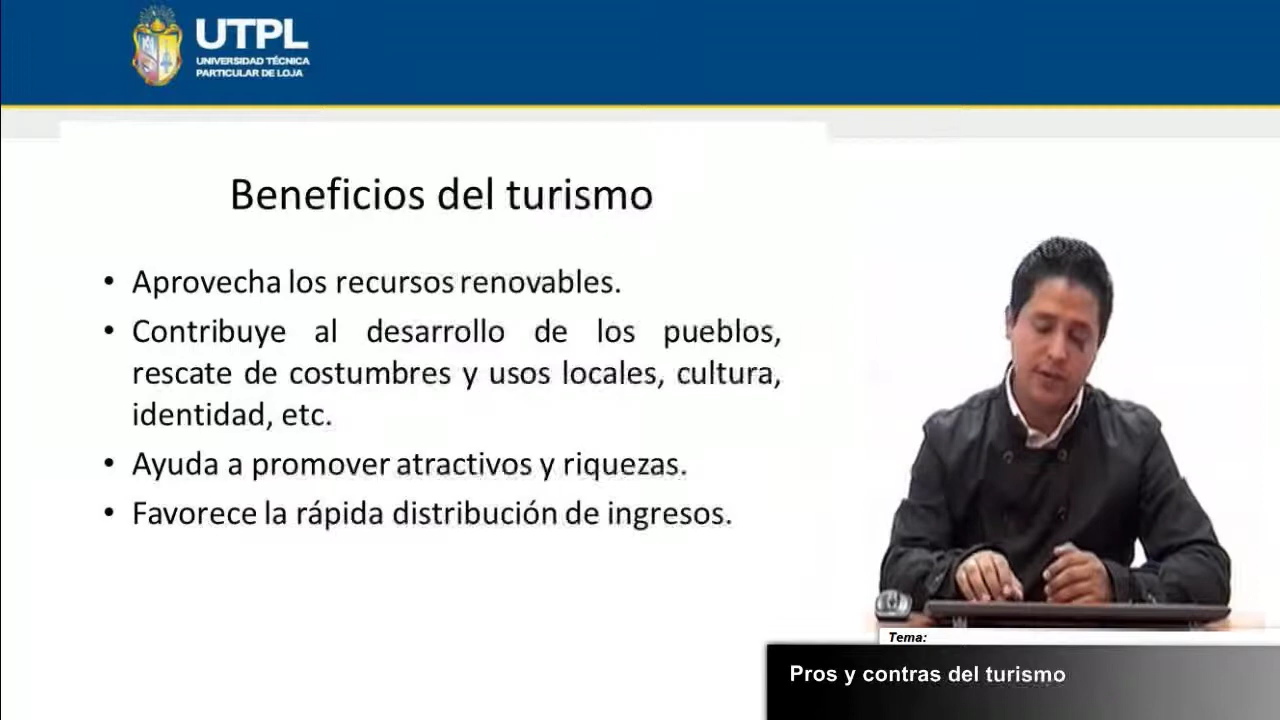 UTPL
UNIVERSIDAD TÉCNICA
PARTICULAR DE LOJA
Beneficios del turismo
• Aprovecha los recursos renovables.
• Contribuye al desarrollo de los pueblos,
rescate de costumbres y usos locales, cultura,
identidad, etc.
• Ayuda a promover atractivos y riquezas.
• Favorece la rápida distribución de ingresos.
Tema:
Pros y contras del turismo